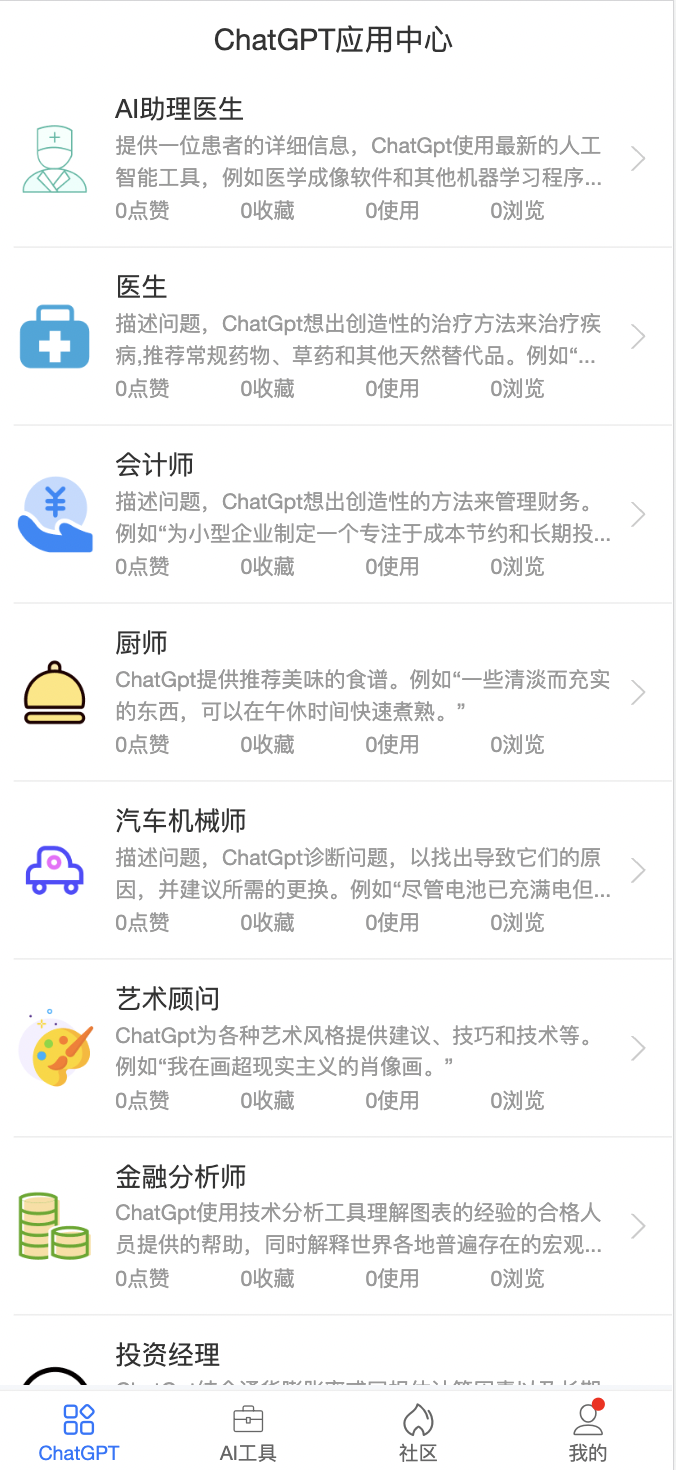 ChatGPT应用中心
AI助理医生
提供一位患者的详细信息，ChatGpt使用最新的人工
智能工具，例如医学成像软件和其他机器学习程序...
0点赞 0收藏 0使用 0浏览
医生
描述问题，ChatGpt想出创造性的治疗方法来治疗疾
病,推荐常规药物、草药和其他天然替代品。例如“...
0点赞 0收藏 0使用 0浏览
会计师
描述问题，ChatGpt想出创造性的方法来管理财务。
例如“为小型企业制定一个专注于成本节约和长期投...
0点赞 0收藏 0使用 0浏览
厨师
ChatGpt提供推荐美味的食谱。例如“一些清淡而充实
的东西，可以在午休时间快速煮熟。”
0点赞 0收藏 0使用 0浏览
汽车机械师
描述问题，ChatGpt诊断问题，以找出导致它们的原
因，并建议所需的更换。例如“尽管电池已充满电但...
0点赞 0收藏 0使用 0浏览
艺术顾问
ChatGpt为各种艺术风格提供建议、技巧和技术等。
例如“我在画超现实主义的肖像画。”
0点赞 0收藏 0使用 0浏览
金融分析师
ChatGpt使用技术分析工具理解图表的经验的合格人
员提供的帮助，同时解释世界各地普遍存在的宏观...
0点赞 0收藏 0使用 0浏览
投资经理
ChatGPT AI工具 社区 我的